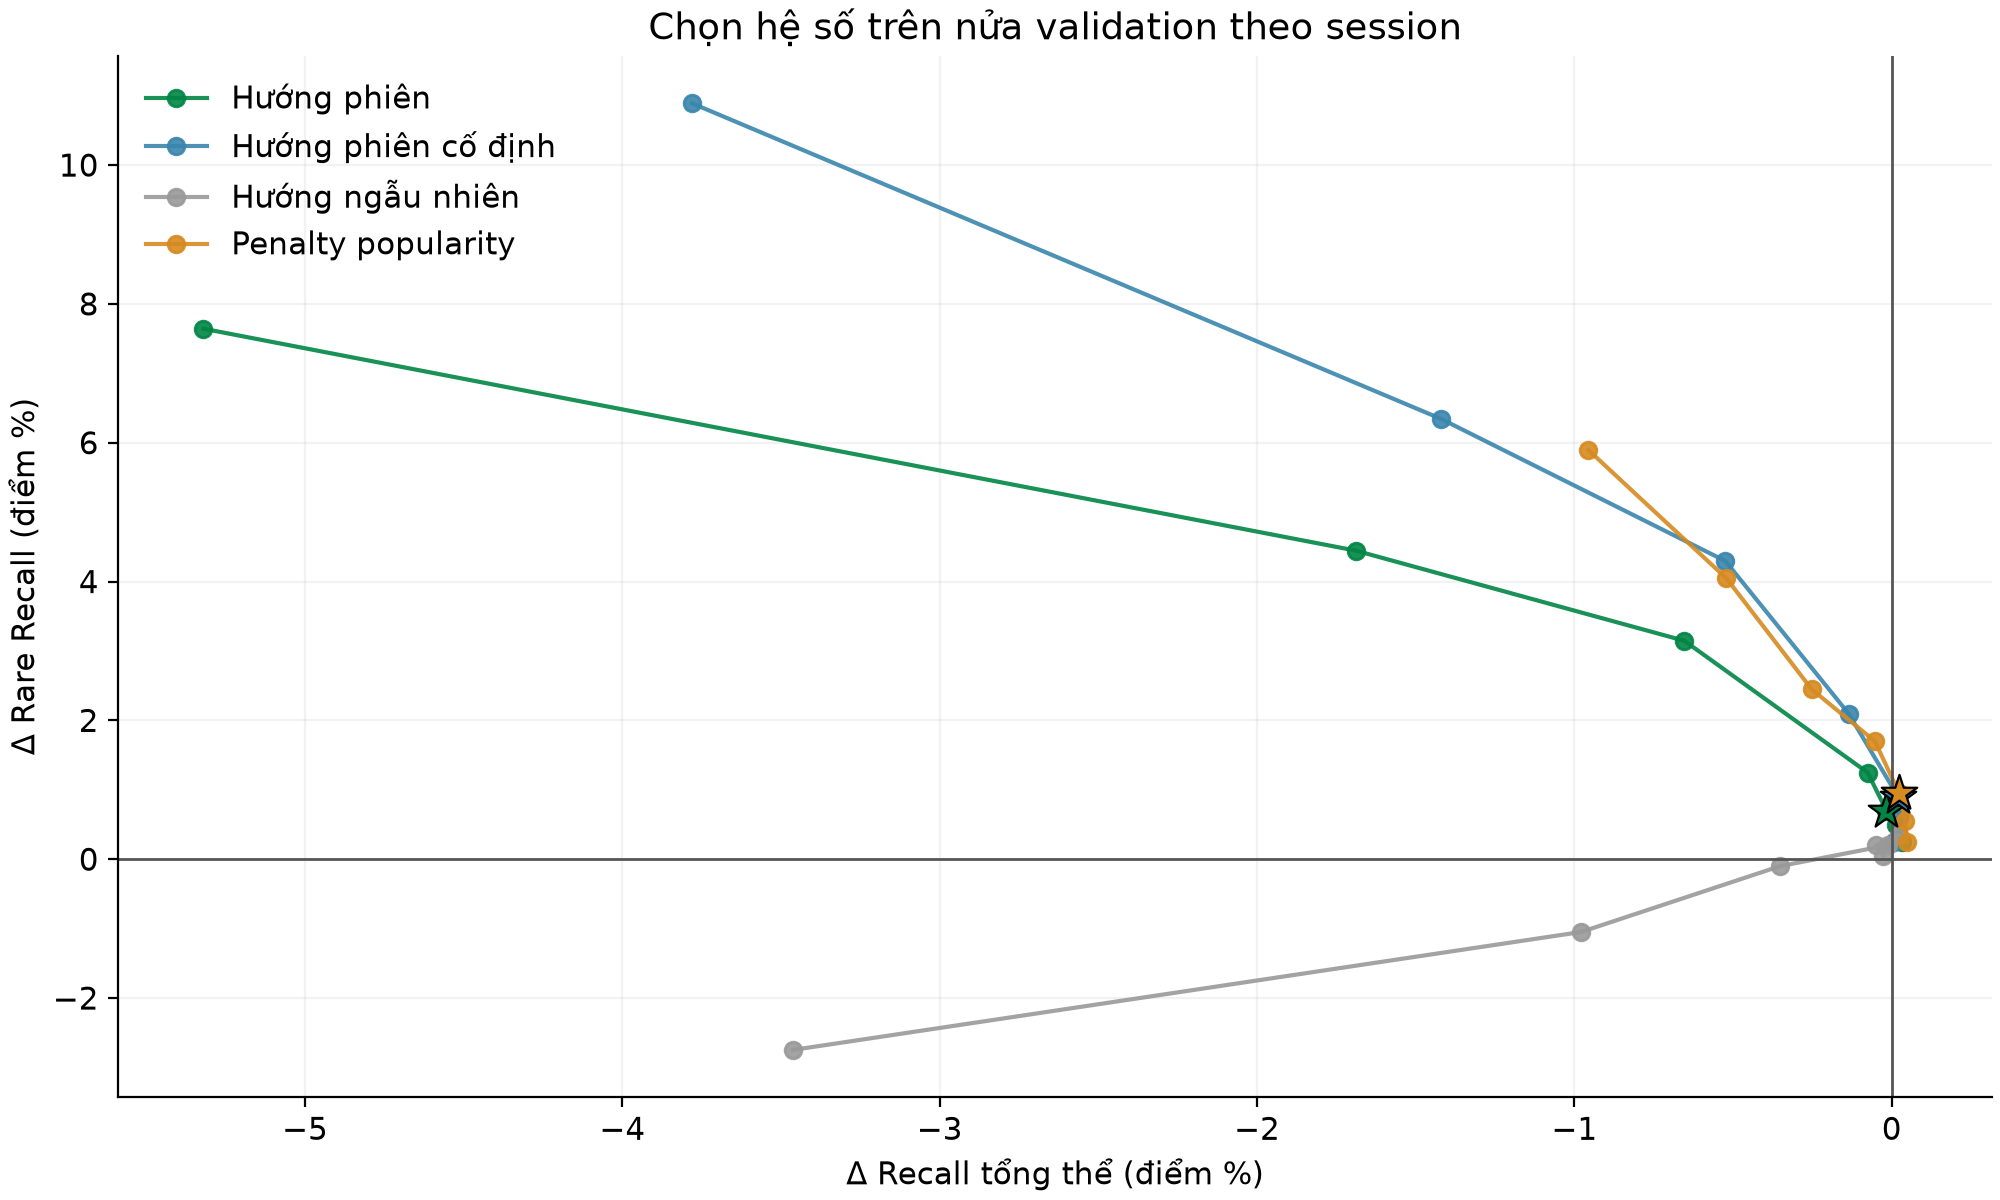 Chọn hệ số trên nửa validation theo session
Hướng phiên
Hướng phiên cố định
Hướng ngẫu nhiên
Penalty popularity
Δ Rare Recall (điểm %)
10
8
6
4
2
0
−2
−5
−4
−3
−2
−1
0
Δ Recall tổng thể (điểm %)